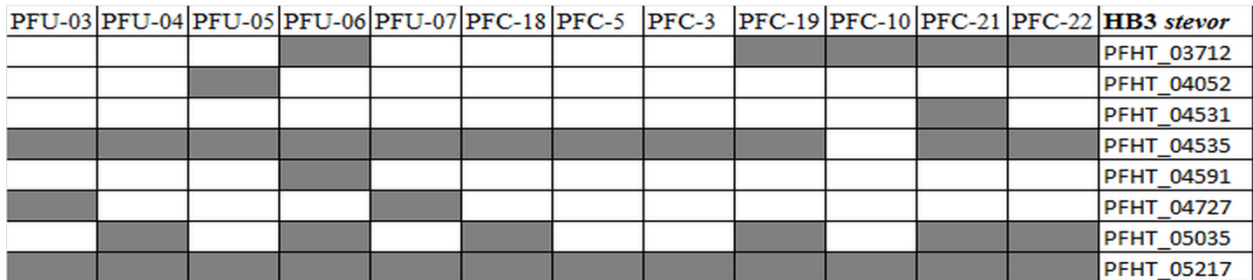 PFU-03 PFU-04 PFU-05 PFU-06 PFU-07 PFC-18 PFC-5 PFC-3 PFC-19 PFC-10 PFC-21 PFC-22 HB3 stevor
PFHT_03712
PFHT_04052
PFHT_04531
PFHT_04535
PFHT_04591
PFHT_04727
PFHT_05035
PFHT_05217